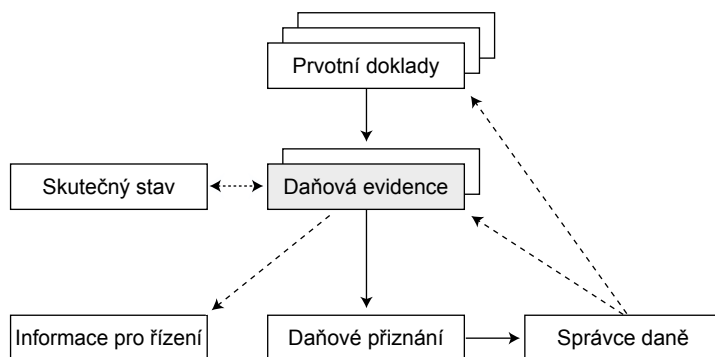 Prvotní doklady
Skutečný stav
Daňová evidence
Informace pro řízení
Daňové přiznání
Správce daně